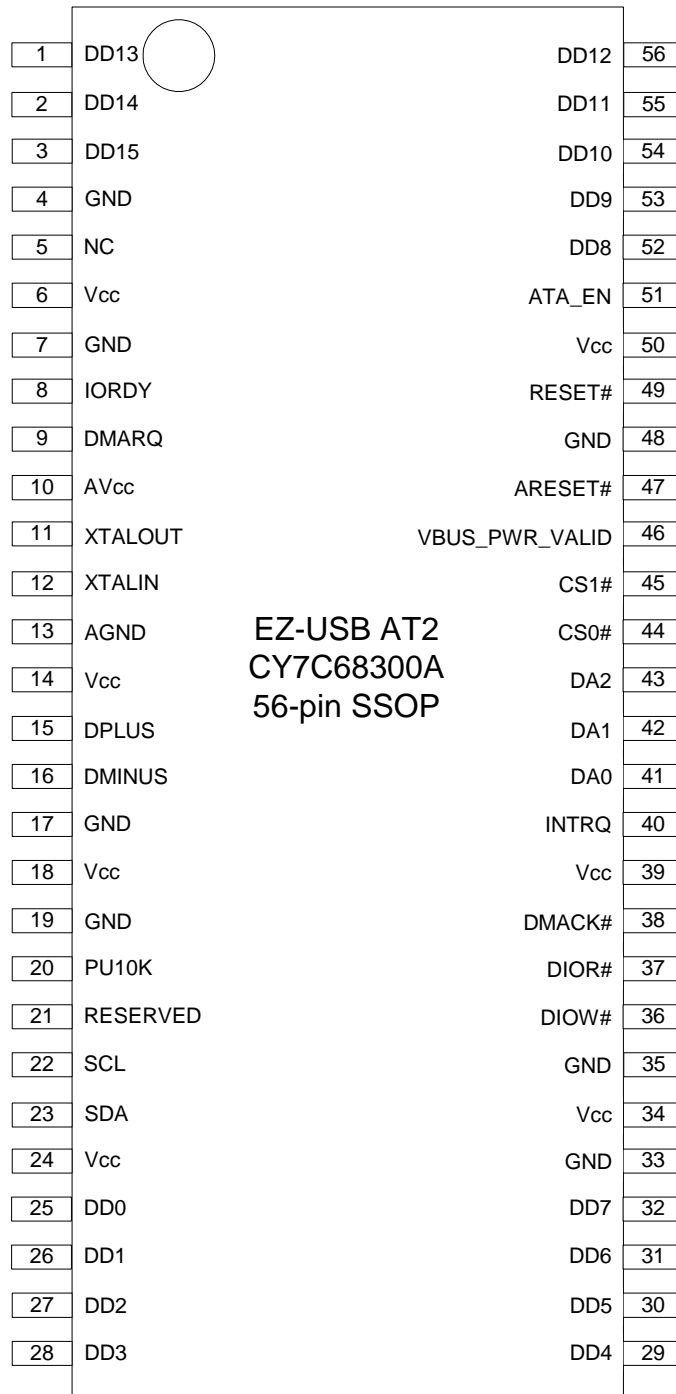 1 DD13 DD12 56
2 DD14 DD11 55
3 DD15 DD10 54
4 GND DD9 53
5 NC DD8 52
6 Vcc ATA_EN 51
7 GND Vcc 50
8 IORDY RESET# 49
9 DMARQ GND 48
10 AVcc ARESET# 47
11 XTALOUT VBUS_PWR_VALID 46
12 XTALIN CS1# 45
13 AGND EZ-USB AT2 CS0# 44
14 Vcc CY7C68300A DA2 43
56-pin SSOP
15 DPLUS DA1 42
16 DMINUS DA0 41
17 GND INTRQ 40
18 Vcc Vcc 39
19 GND DMACK# 38
20 PU10K DIOR# 37
21 RESERVED DIOW# 36
22 SCL GND 35
23 SDA Vcc 34
24 Vcc GND 33
25 DD0 DD7 32
26 DD1 DD6 31
27 DD2 DD5 30
28 DD3 DD4 29